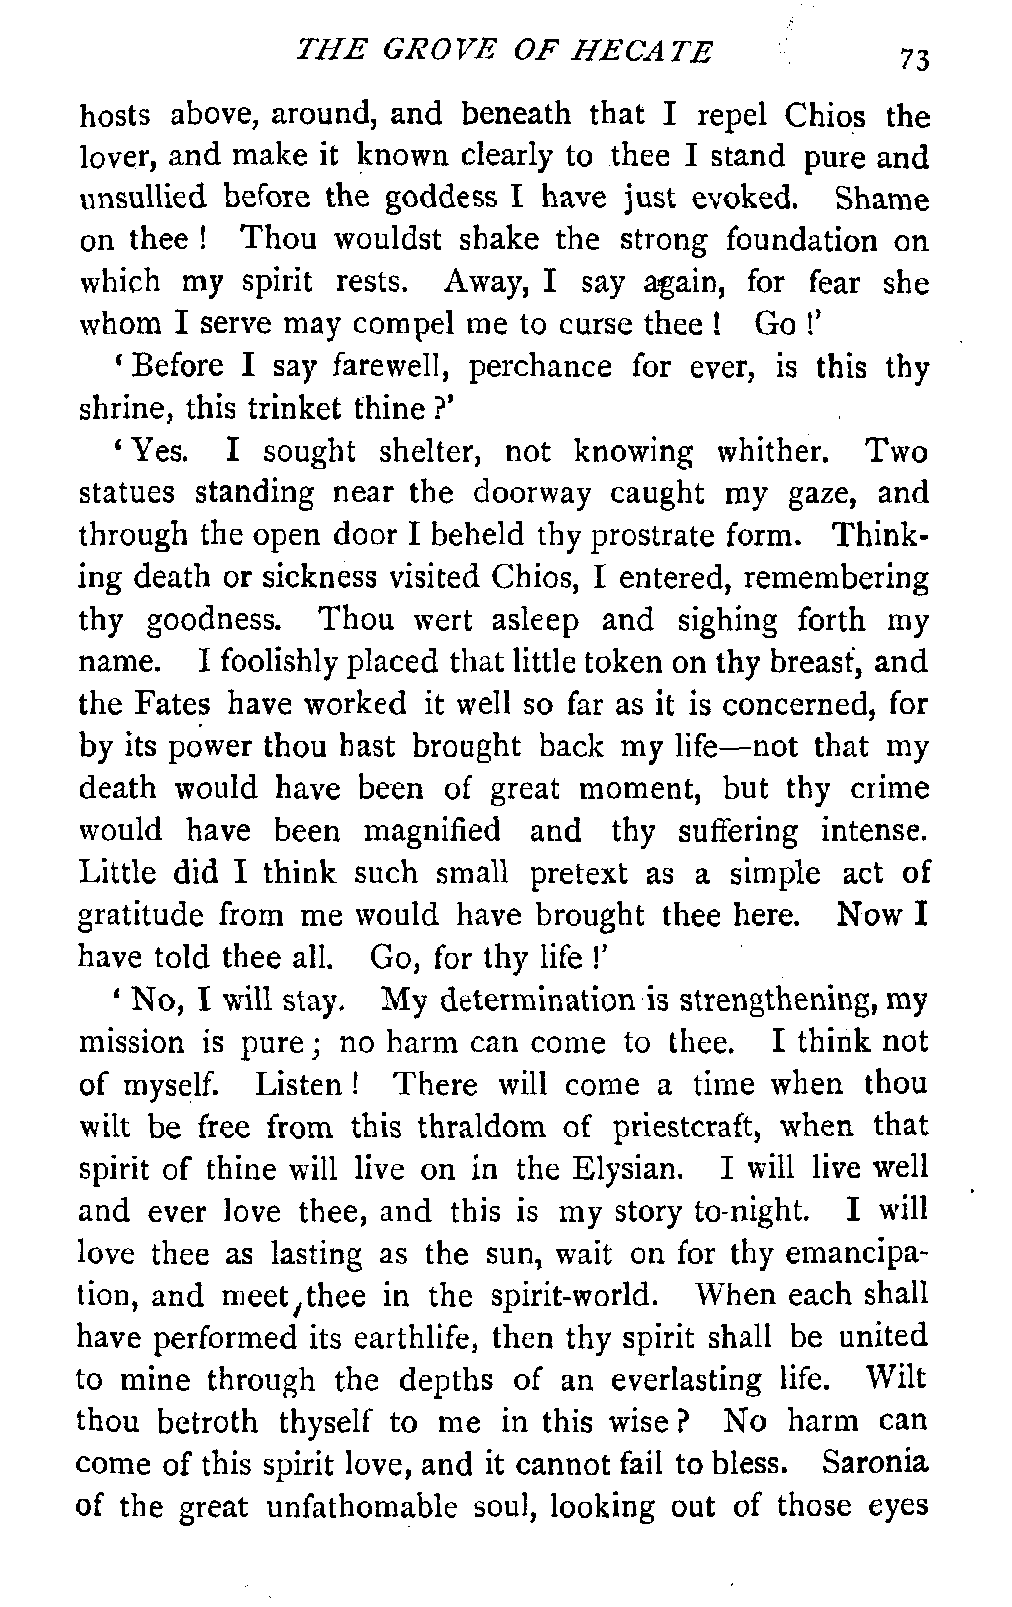 THE GROVE OF HECATE 73
hosts above, around, and beneath that I repel Chios the
lover, and make it known clearly to thee I stand pure and
unsullied before the goddess I have just evoked. Shame
on thee ! Thou wouldst shake the strong foundation on
which my spirit rests. Away, I say again, for fear she
whom I serve may compel me to curse thee ! Go !’
‘ Before I say farewell, perchance for ever, is this thy
shrine, this trinket thine ?’
‘ Yes. I sought shelter, not knowing whither. Two
statues standing near the doorway caught my gaze, and
through the open door I beheld thy prostrate form. Think-
ing death or sickness visited Chios, I entered, remembering
thy goodness. Thou wert asleep and sighing forth my
name. I foolishly placed that little token on thy breast, and
the Fates have worked it well so far as it is concerned, for
by its power thou hast brought back my life—not that my
death would have been of great moment, but thy crime
would have been magnified and thy suffering intense.
Little did I think such small pretext as a simple act of
gratitude from me would have brought thee here. Now I
have told thee all. Go, for thy life !’
‘ No, I will stay. My determination is strengthening, my
mission is pure ; no harm can come to thee. I think not
of myself. Listen ! There will come a time when thou
wilt be free from this thraldom of priestcraft, when that
spirit of thine will live on in the Elysian. I will live well
and ever love thee, and this is my story to-night. I will
love thee as lasting as the sun, wait on for thy emancipa-
tion, and meet thee in the spirit-world. When each shall
have performed its earthlife, then thy spirit shall be united
to mine through the depths of an everlasting life. Wilt
thou betroth thyself to me in this wise ? No harm can
come of this spirit love, and it cannot fail to bless. Saronia
of the great unfathomable soul, looking out of those eyes